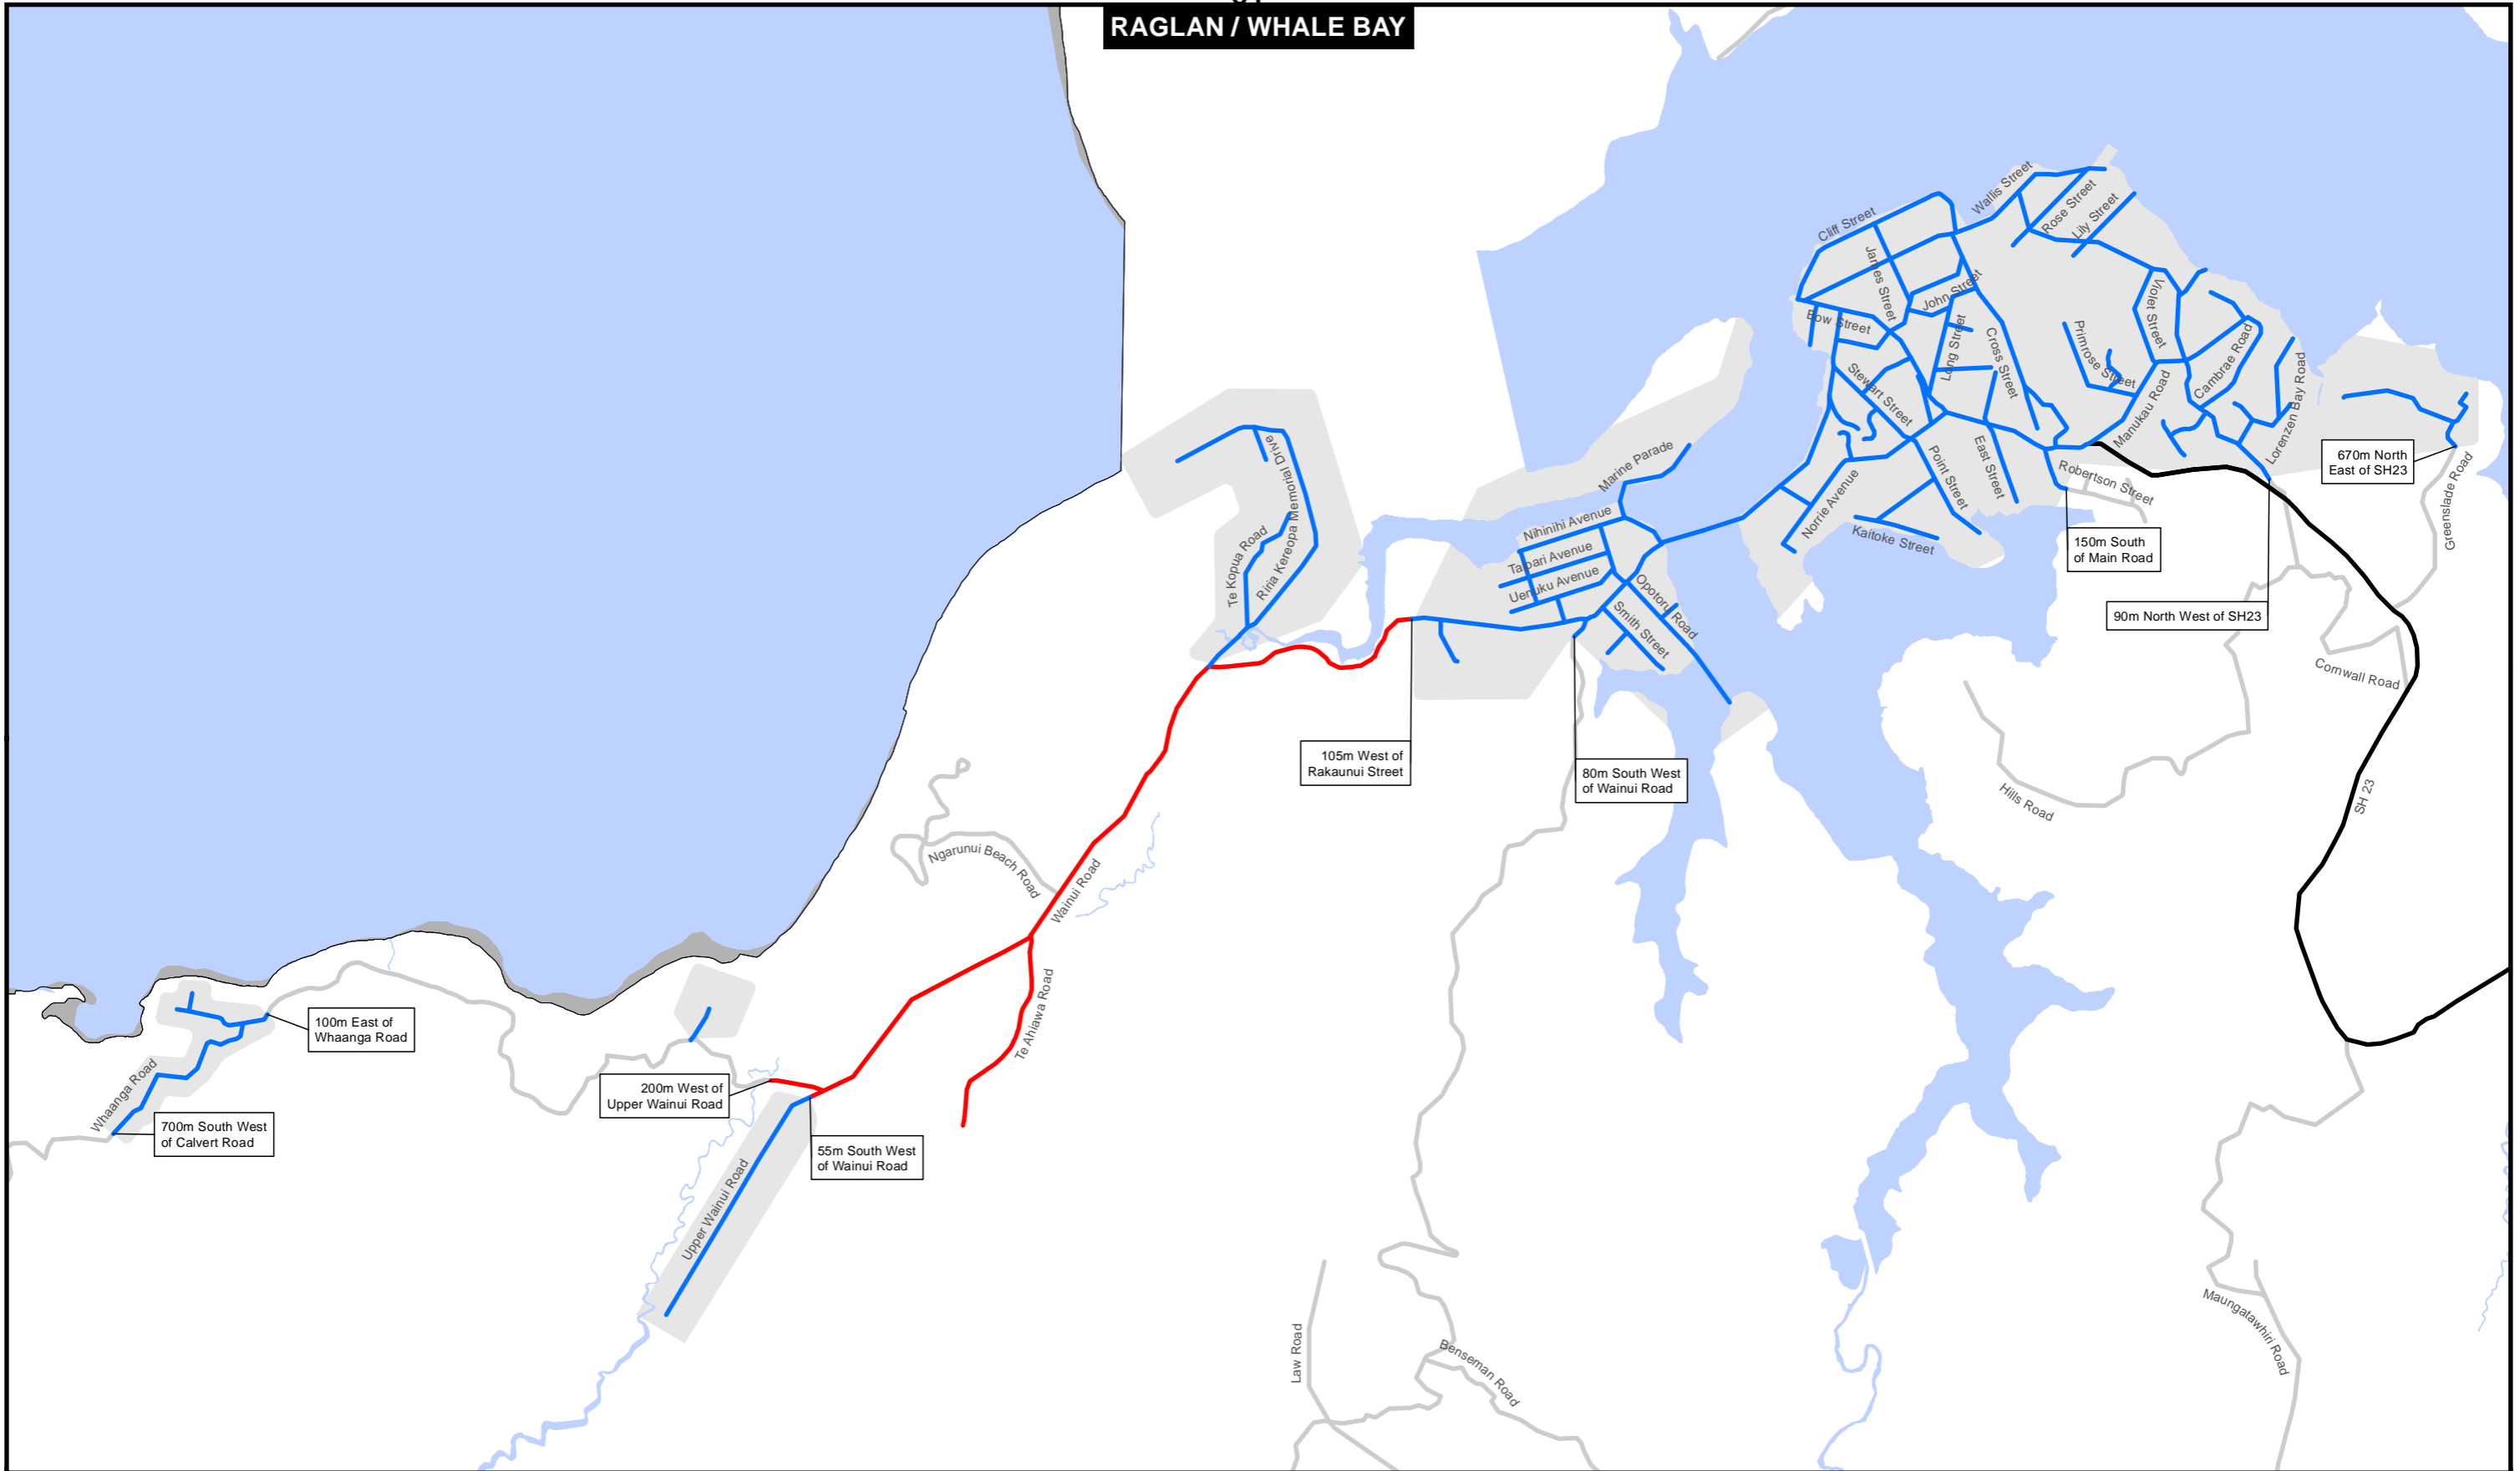 RAGLAN / WHALE BAY
Wallis Street
Rose Street
Lily Street
Cliff Street
James Street
John Street
Bow Street
Long Street
Cross Street
Violet Street
Primrose Street
Cambrae Road
Manukau Road
Lorenzen Bay Road
Stewart Street
Point Street
East Street
Robertson Street
Norrie Avenue
Kaitoke Street
670m North
East of SH23
Greenslade Road
150m South
of Main Road
90m North West of SH23
Cornwall Road
Hills Road
SH 23
Marine Parade
Nihinihi Avenue
Taipari Avenue
Uenuku Avenue
Opotoru Road
Smith Street
Riria Kereopa Memorial Drive
Te Kopua Road
105m West of
Rakaunui Street
80m South West
of Wainui Road
Ngarunui Beach Road
Wainui Road
Te Ahiawa Road
100m East of
Whaanga Road
Whaanga Road
700m South West
of Calvert Road
200m West of
Upper Wainui Road
55m South West
of Wainui Road
Upper Wainui Road
Law Road
Benseman Road
Maungatawhiri Road